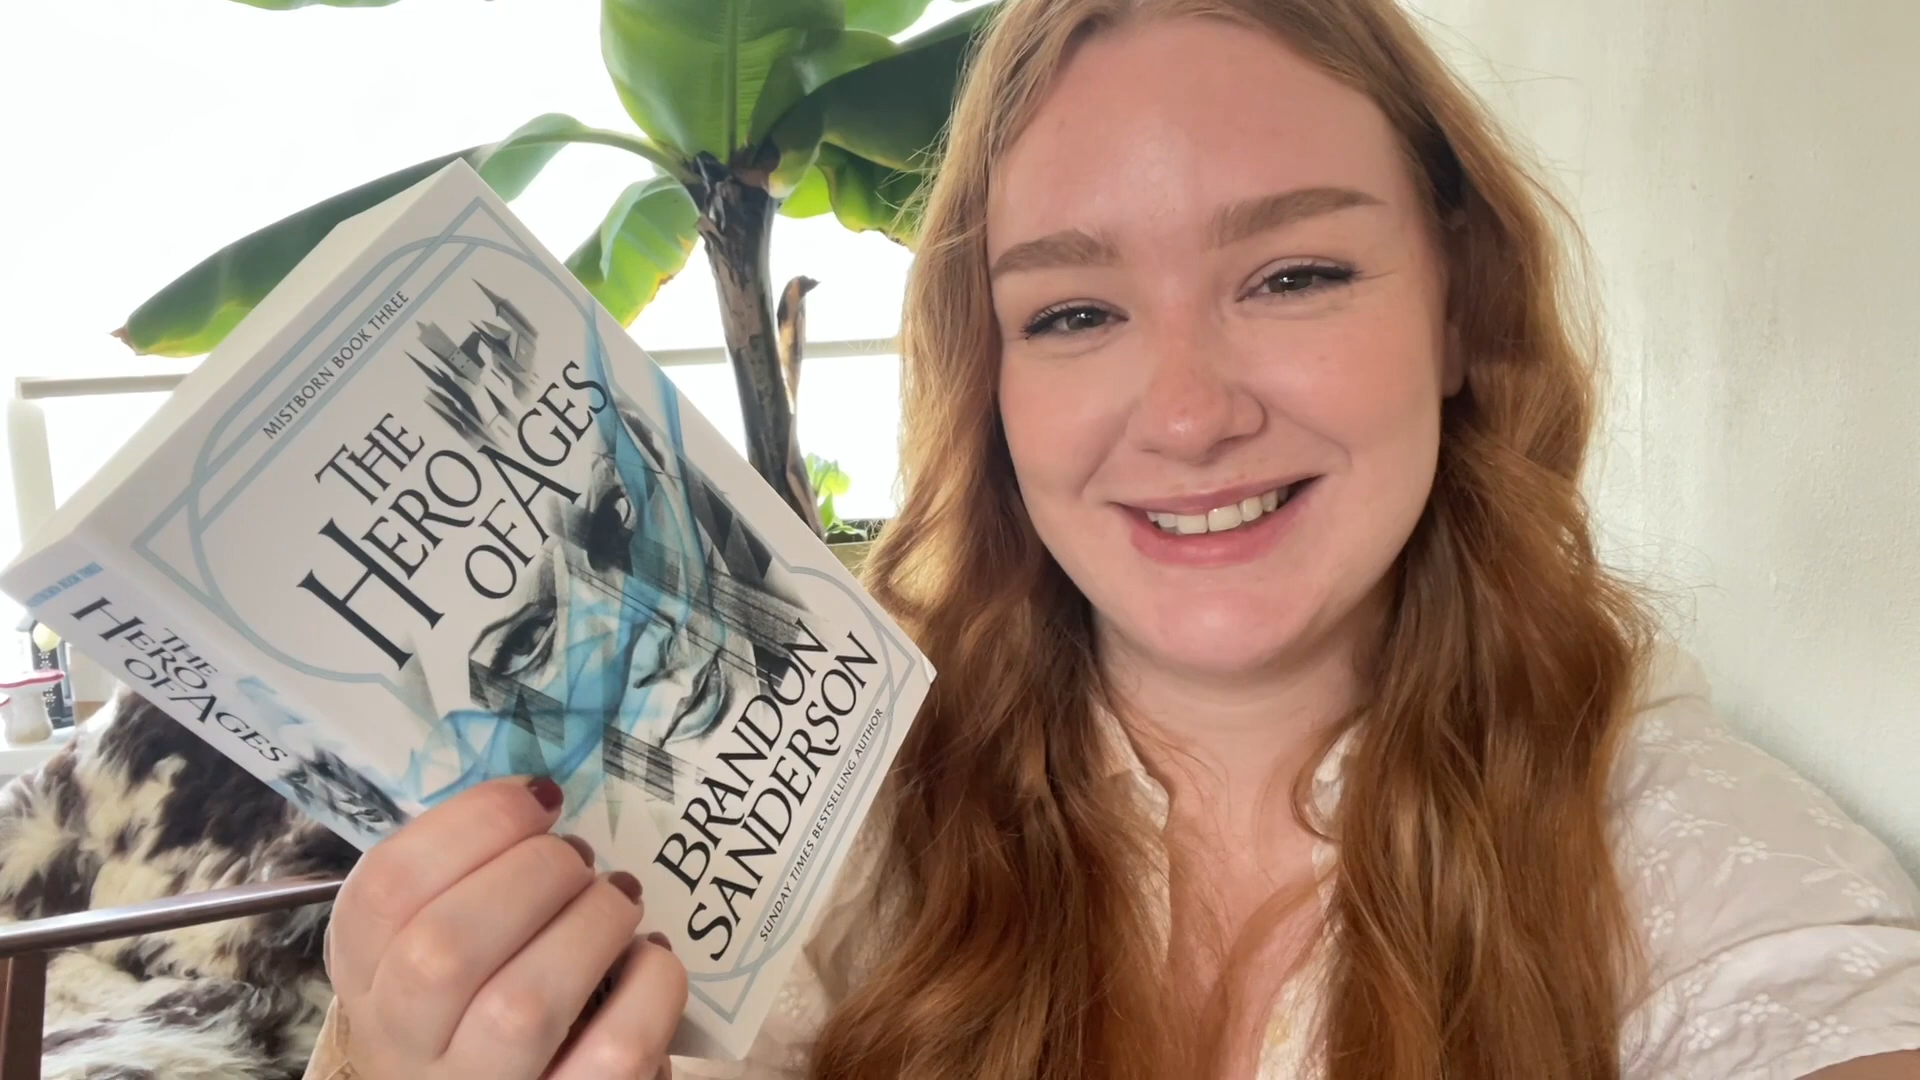 MISTBORN BOOK THREE
THE
HERO
OF AGES
BRANDON
SANDERSON
SUNDAY TIMES BESTSELLING AUTHOR
THE
HERO
OF AGES